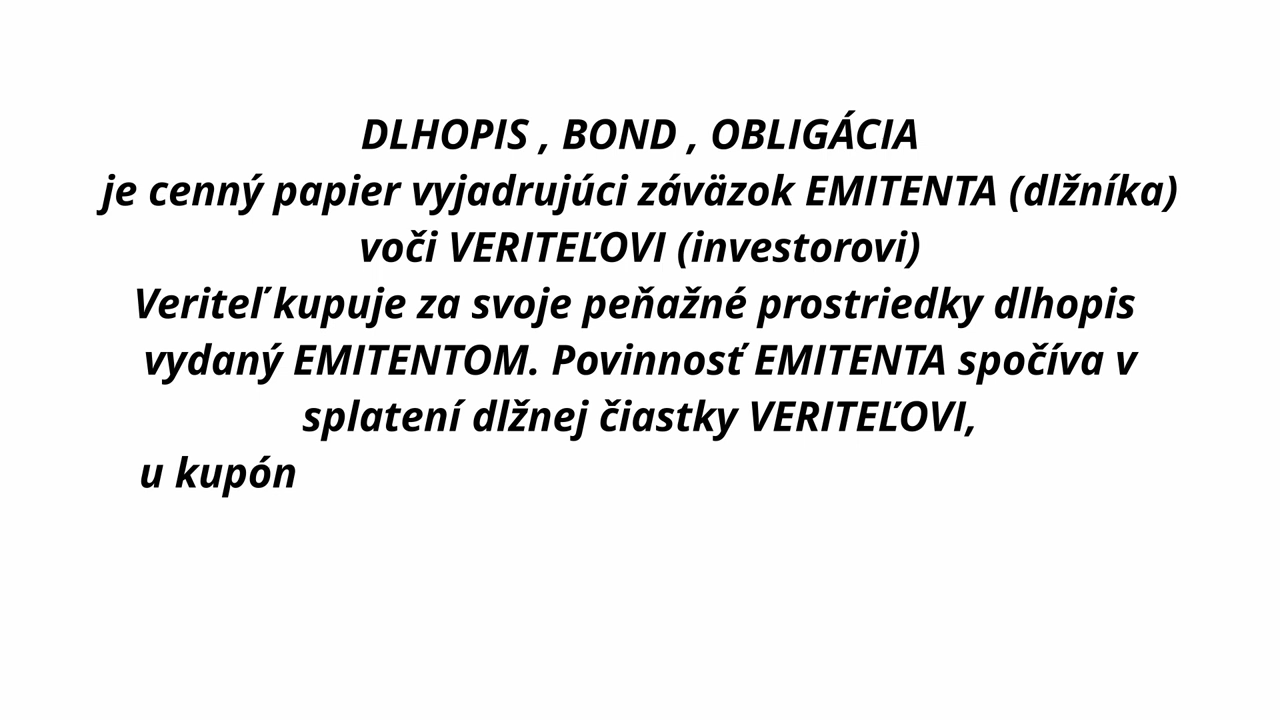 DLHOPIS , BOND , OBLIGÁCIA
je cenný papier vyjadrujúci záväzok EMITENTA (dlžníka)
voči VERITEĽOVI (investorovi)
Veriteľ kupuje za svoje peňažné prostriedky dlhopis
vydaný EMITENTOM. Povinnosť EMITENTA spočíva v
splatení dlžnej čiastky VERITEĽOVI,
u kupón